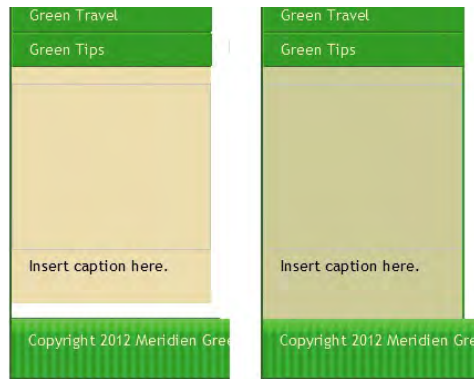 Green Travel
Green Tips
Insert caption here.
Copyright 2012 Meridien Gre
Green Travel
Green Tips
Insert caption here.
Copyright 2012 Meridien Gre